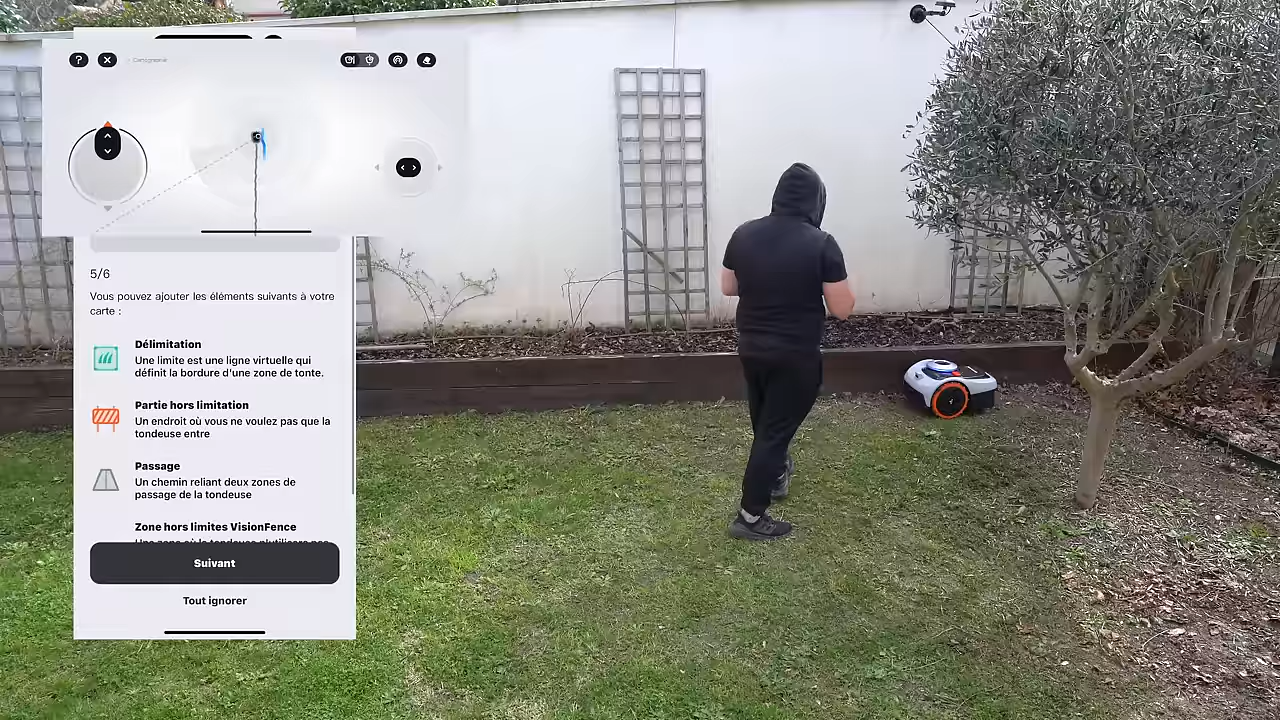 ?
Cartographier
5/6
Vous pouvez ajouter les éléments suivants à votre
carte :
Délimitation
Une limite est une ligne virtuelle qui
définit la bordure d'une zone de tonte.
Partie hors limitation
Un endroit où vous ne voulez pas que la
tondeuse entre
Passage
Un chemin reliant deux zones de
passage de la tondeuse
Zone hors limites VisionFence
Suivant
Tout ignorer